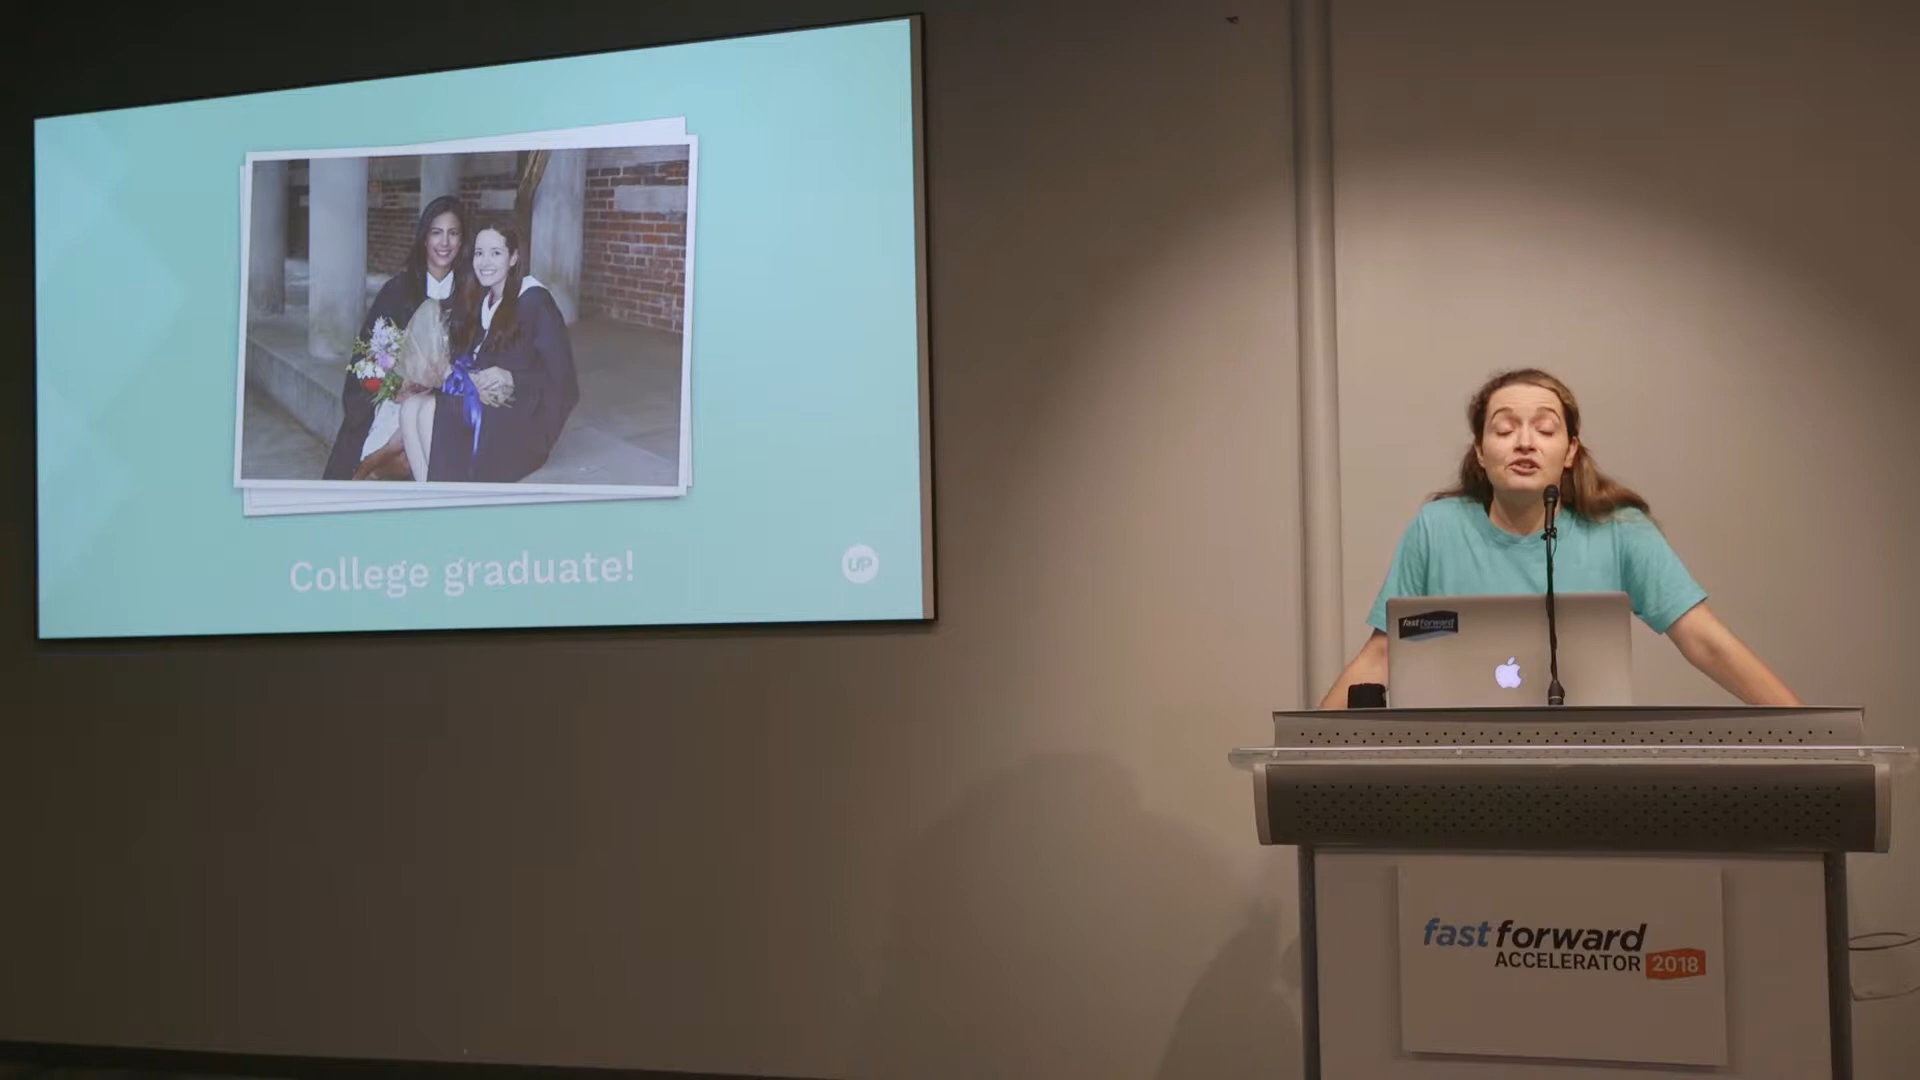 College graduate!
UP
fast forward
fast forward
ACCELERATOR 2018